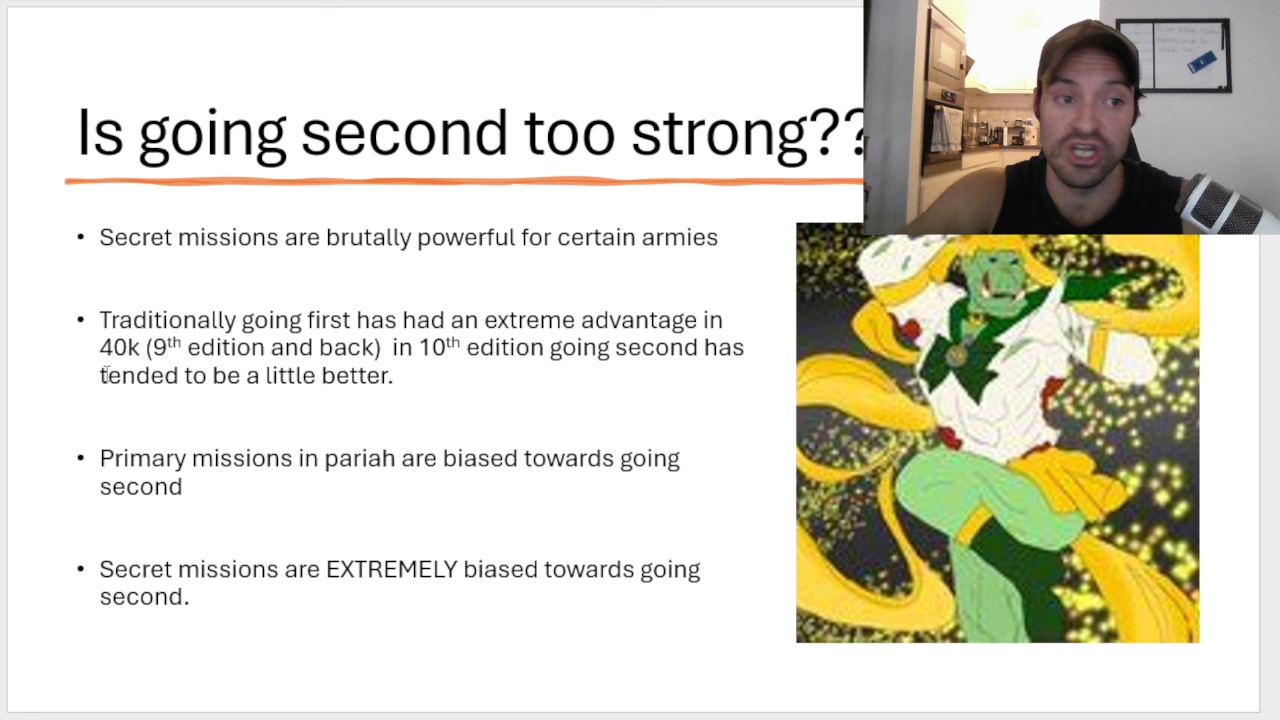 Is going second too strong??
• Secret missions are brutally powerful for certain armies
• Traditionally going first has had an extreme advantage in
40k (9th edition and back)  in 10th edition going second has
tended to be a little better.
• Primary missions in pariah are biased towards going
second
• Secret missions are EXTREMELY biased towards going
second.